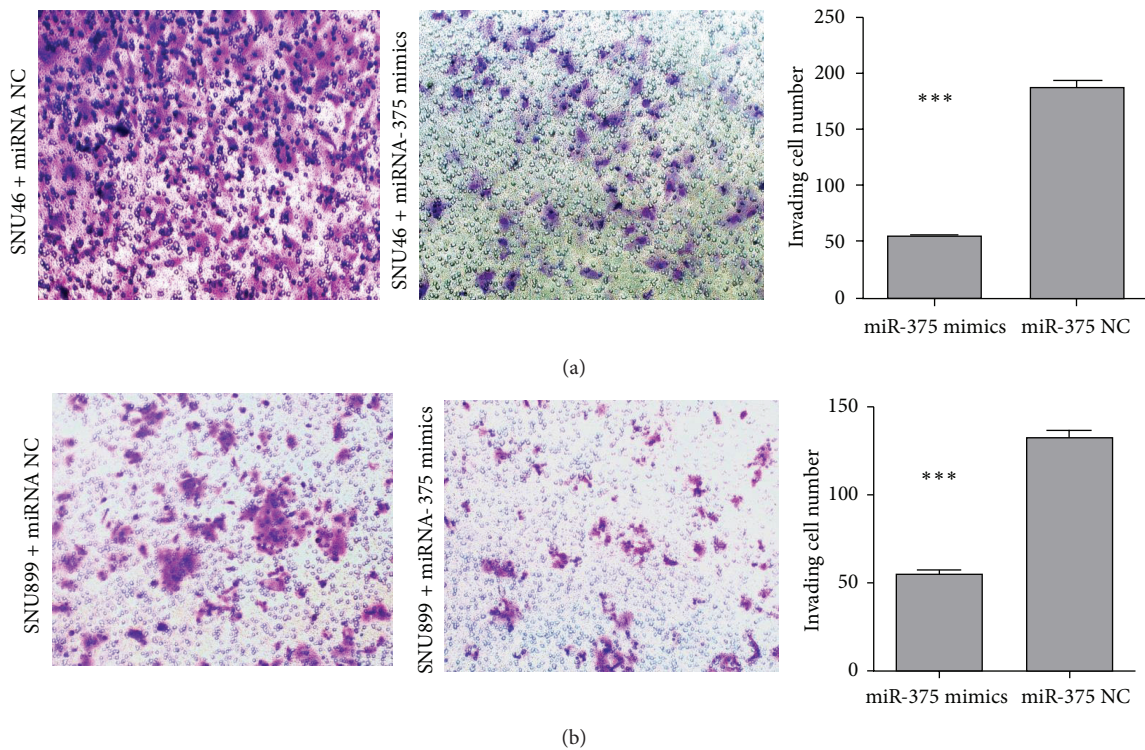 SNU46 + miRNA NC
SNU46 + miRNA-375 mimics
Invading cell number
250
200
150
100
50
0
***
miR-375 mimics
miR-375 NC
(a)
SNU899 + miRNA NC
SNU899 + miRNA-375 mimics
Invading cell number
150
100
50
0
***
miR-375 mimics
miR-375 NC
(b)